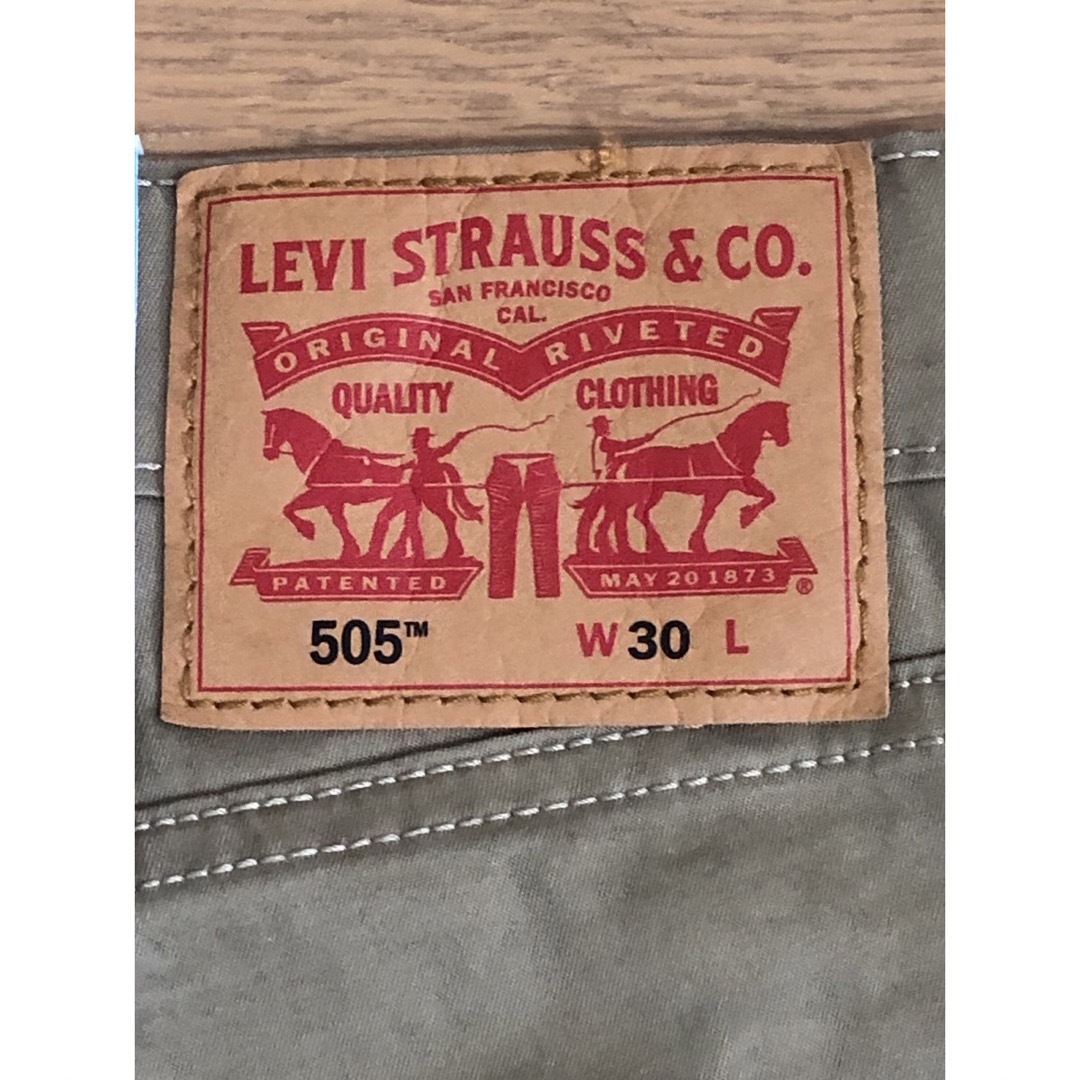 LEVI STRAUSS & CO.
SAN FRANCISCO
CAL.
ORIGINAL RIVETED
QUALITY CLOTHING
PATENTED MAY 20 1873 ®
505™ W 30 L